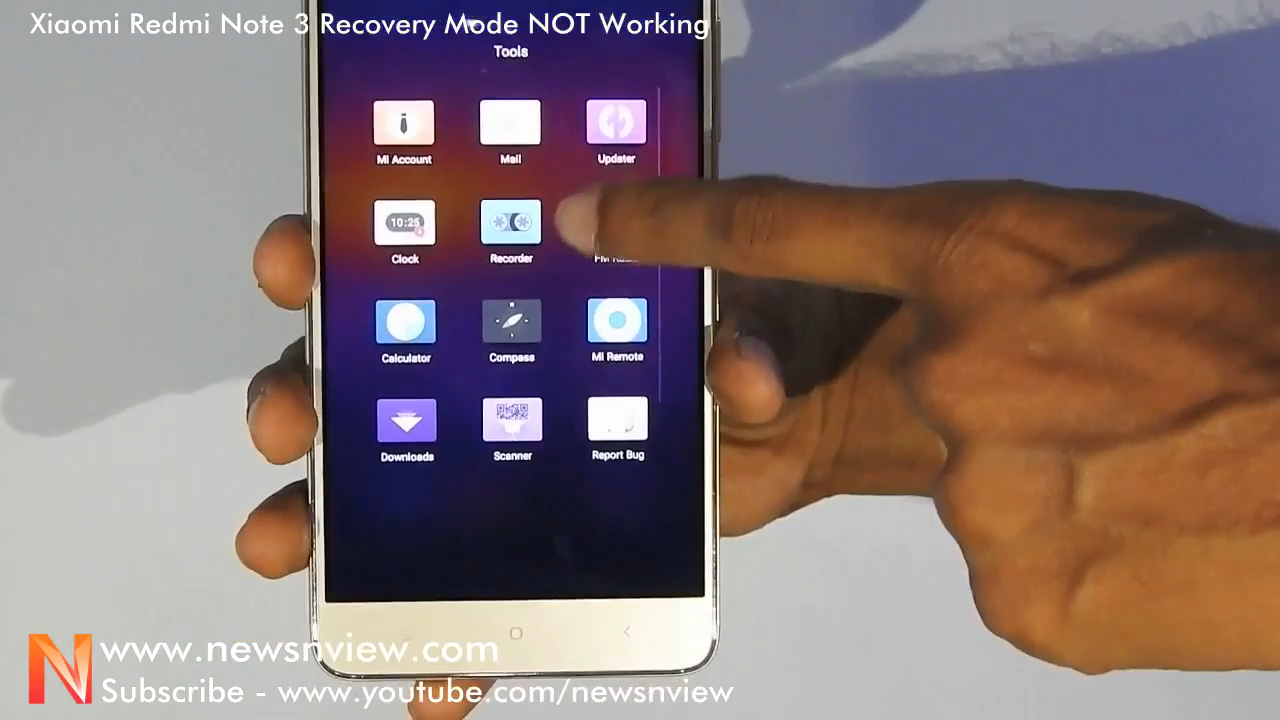 Xiaomi Redmi Note 3 Recovery Mode NOT Working
Tools
Mi Account
Mail
Updater
10:25
Clock
Recorder
FM
Calculator
Compass
Mi Remote
Downloads
Scanner
Report Bug
N
www.newsnview.com
Subscribe - www.youtube.com/newsnview